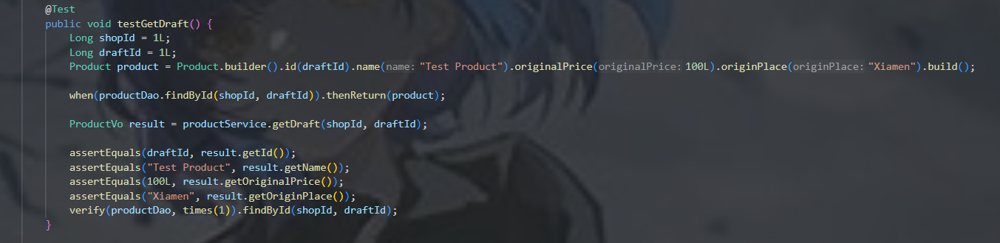 @Test
public void testGetDraft() {
Long shopId = 1L;
Long draftId = 1L;
Product product = Product.builder().id(draftId).name(name: "Test Product").originalPrice(originalPrice: 100L).originPlace(originPlace: "Xiamen").build();
when(productDao.findById(shopId, draftId)).thenReturn(product);
ProductVo result = productService.getDraft(shopId, draftId);
assertEquals(draftId, result.getId());
assertEquals("Test Product", result.getName());
assertEquals(100L, result.getOriginalPrice());
assertEquals("Xiamen", result.getOriginPlace());
verify(productDao, times(1)).findById(shopId, draftId);
}